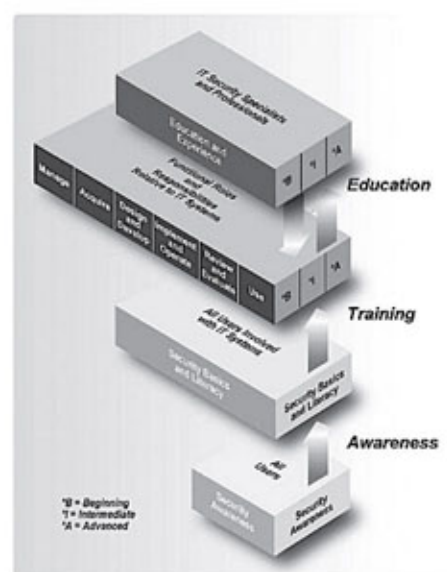 IT Security Specialists
and Professionals
Education and
Experience
*B
*I
*A
Education
Functional Roles
and
Responsibilities
Relative to IT Systems
Manage
Acquire
Design
and
Develop
Implement
and
Operate
Review
and
Evaluate
Use
*B
*I
*A
Training
All Users Involved
with IT Systems
Security Basics
and Literacy
Security Basics
and Literacy
Awareness
All
Users
Security
Awareness
Security
Awareness
*B = Beginning
*I = Intermediate
*A = Advanced